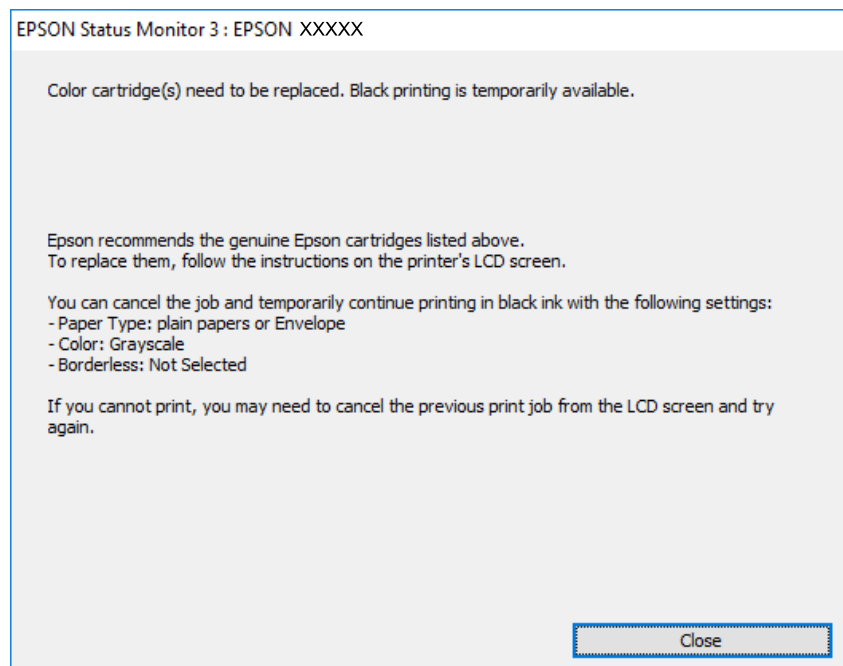 EPSON Status Monitor 3 : EPSON XXXXX
Color cartridge(s) need to be replaced. Black printing is temporarily available.
Epson recommends the genuine Epson cartridges listed above.
To replace them, follow the instructions on the printer's LCD screen.
You can cancel the job and temporarily continue printing in black ink with the following settings:
- Paper Type: plain papers or Envelope
- Color: Grayscale
- Borderless: Not Selected
If you cannot print, you may need to cancel the previous print job from the LCD screen and try
again.
Close